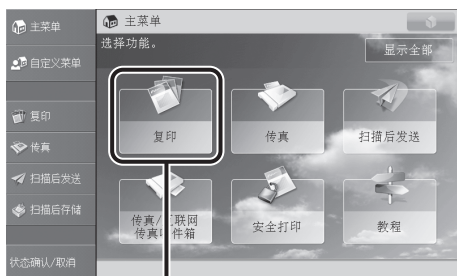 主菜单
自定义菜单
复印
传真
扫描后发送
扫描后存储
状态确认/取消
主菜单
选择功能。
显示全部
复印
传真
扫描后发送
传真/互联网
传真收件箱
安全打印
教程